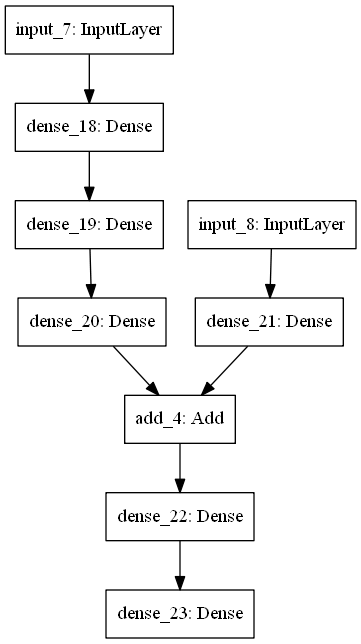 input_7: InputLayer
dense_18: Dense
dense_19: Dense
input_8: InputLayer
dense_20: Dense
dense_21: Dense
add_4: Add
dense_22: Dense
dense_23: Dense